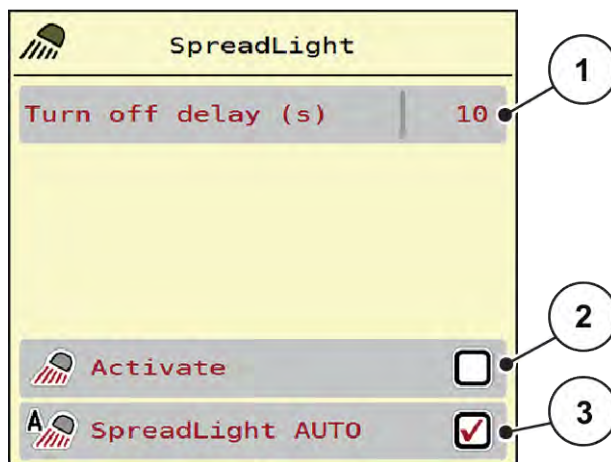 SpreadLight
1
Turn off delay (s) 10
2
Activate
3
A
SpreadLight AUTO